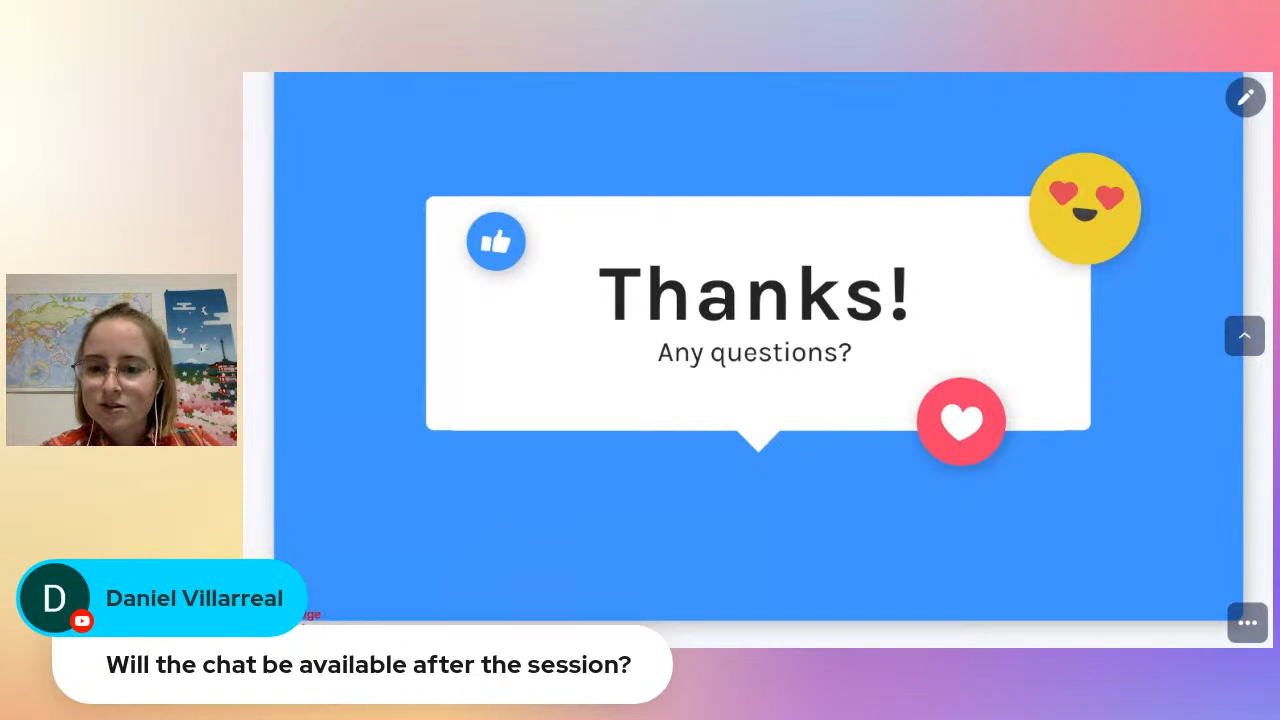 Thanks!
Any questions?
D
Daniel Villarreal
Will the chat be available after the session?